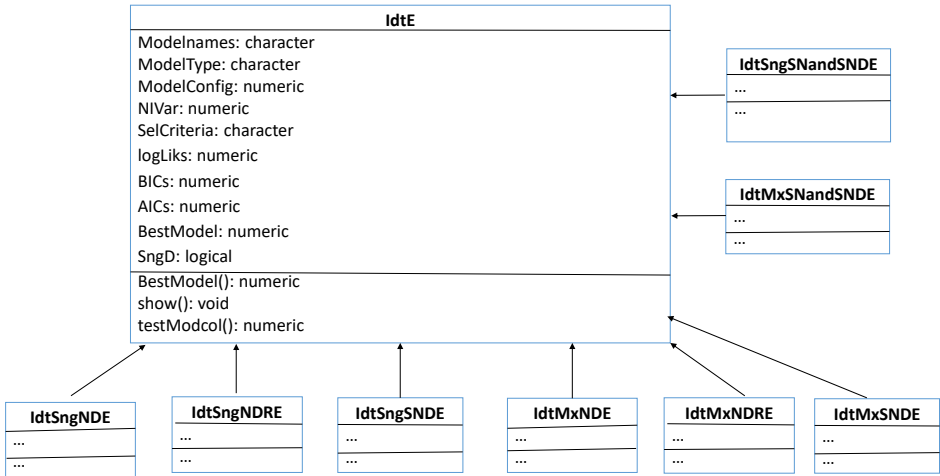 IdtE
Modelnames: character
ModelType: character
ModelConfig: numeric
NIVar: numeric
SelCriteria: character
logLiks: numeric
BICs: numeric
AICs: numeric
BestModel: numeric
SngD: logical
BestModel(): numeric
show(): void
testModcol(): numeric
IdtSngSNandSNDE
...
...
IdtMxSNandSNDE
...
...
IdtSngNDE
...
...
IdtSngNDRE
...
...
IdtSngSNDE
...
...
IdtMxNDE
...
...
IdtMxNDRE
...
...
IdtMxSNDE
...
...